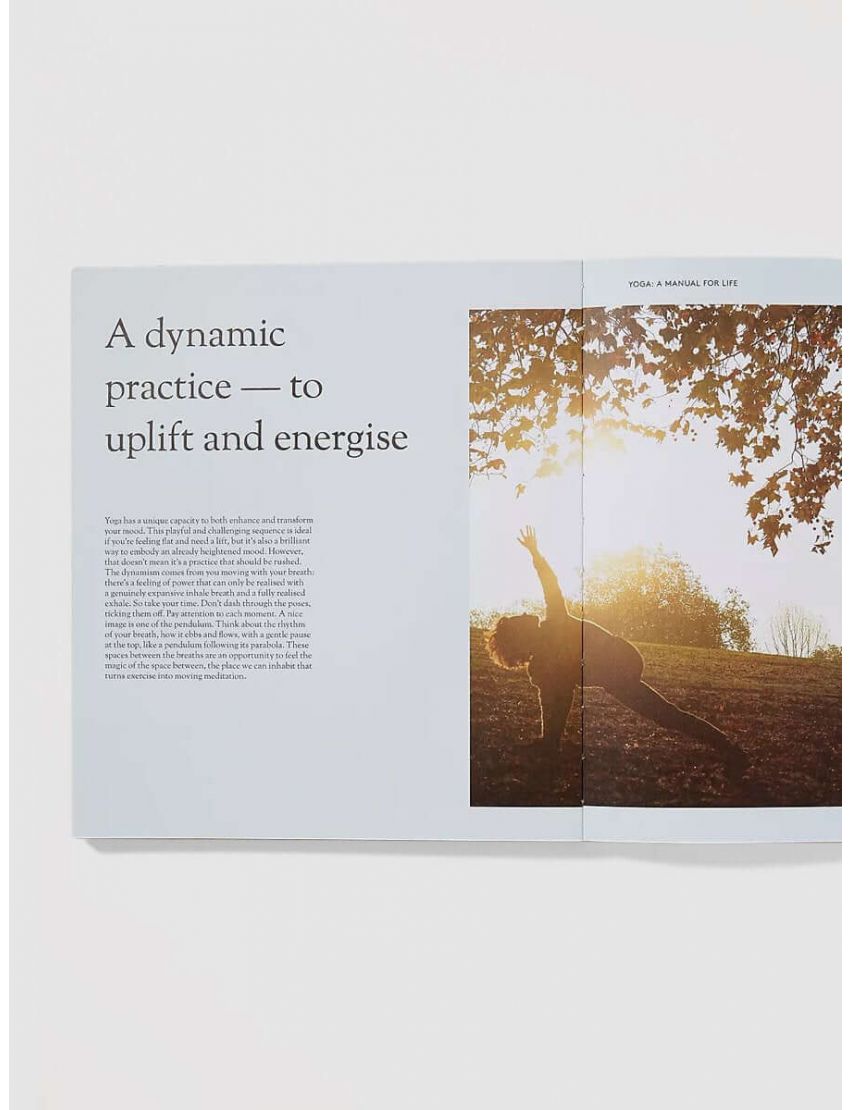 A dynamic
practice — to
uplift and energise
Yoga has a unique capacity to both enhance and transform
your mood. This playful and challenging sequence is ideal
if you're feeling flat and need a lift, but it's also a brilliant
way to embody an already heightened mood. However,
that doesn't mean it's a practice that should be rushed.
The dynamism comes from you moving with your breath:
there's a feeling of power that can only be realised with
a genuinely expansive inhale breath and a fully realised
exhale. So take your time. Don't dash through the poses,
ticking them off. Pay attention to each moment. A nice
image is one of the pendulum. Think about the rhythm
of your breath, how it ebbs and flows, with a gentle pause
at the top, like a pendulum following its parabola. These
spaces between the breaths are an opportunity to feel the
magic of the space between, the place we can inhabit that
turns exercise into moving meditation.
YOGA: A MANUAL FOR LIFE